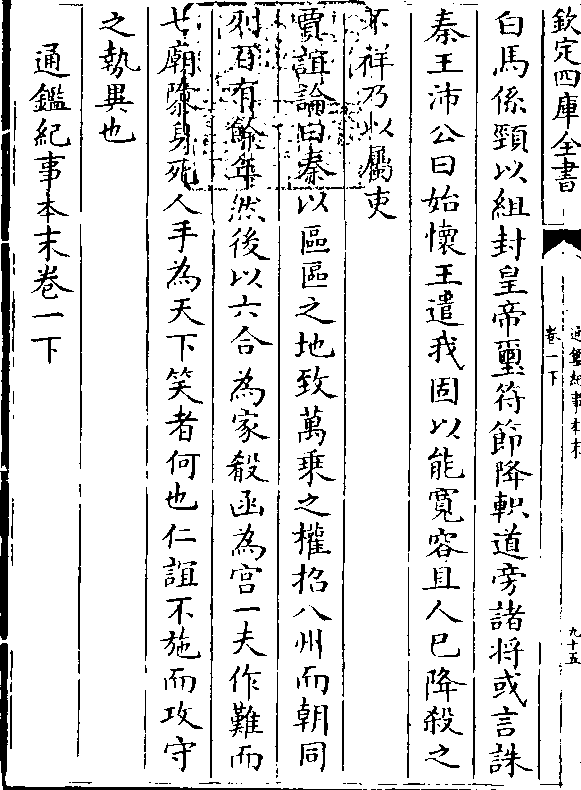 欽定四庫全書
通鑑紀事本末
卷一下
九十五
白馬係頸以組封皇帝璽符節降軹道旁諸將或言誅
秦王沛公曰始懷王遣我固以能寬容且人已降殺之
不祥乃以屬吏
賈誼論曰秦以區區之地致萬乗之權招八州而朝同
列百有餘年然後以六合為家殽函為宫一夫作難而
七廟隳身死人手為天下笑者何也仁誼不施而攻守
之埶異也
通鑑紀事本末卷一下